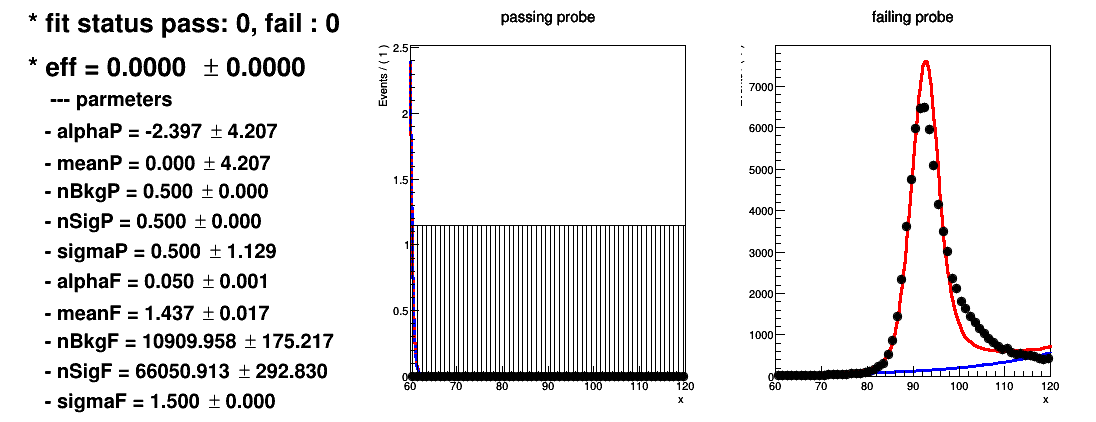 * fit status pass: 0, fail : 0
* eff = 0.0000 ± 0.0000
--- parmeters
- alphaP = -2.397 ± 4.207
- meanP = 0.000 ± 4.207
- nBkgP = 0.500 ± 0.000
- nSigP = 0.500 ± 0.000
- sigmaP = 0.500 ± 1.129
- alphaF = 0.050 ± 0.001
- meanF = 1.437 ± 0.017
- nBkgF = 10909.958 ± 175.217
- nSigF = 66050.913 ± 292.830
- sigmaF = 1.500 ± 0.000
passing probe
Events / ( 1 )
2.5
2
1.5
1
0.5
0
60 70 80 90 100 110 120
x
failing probe
7000
6000
5000
4000
3000
2000
1000
0
60 70 80 90 100 110 120
x